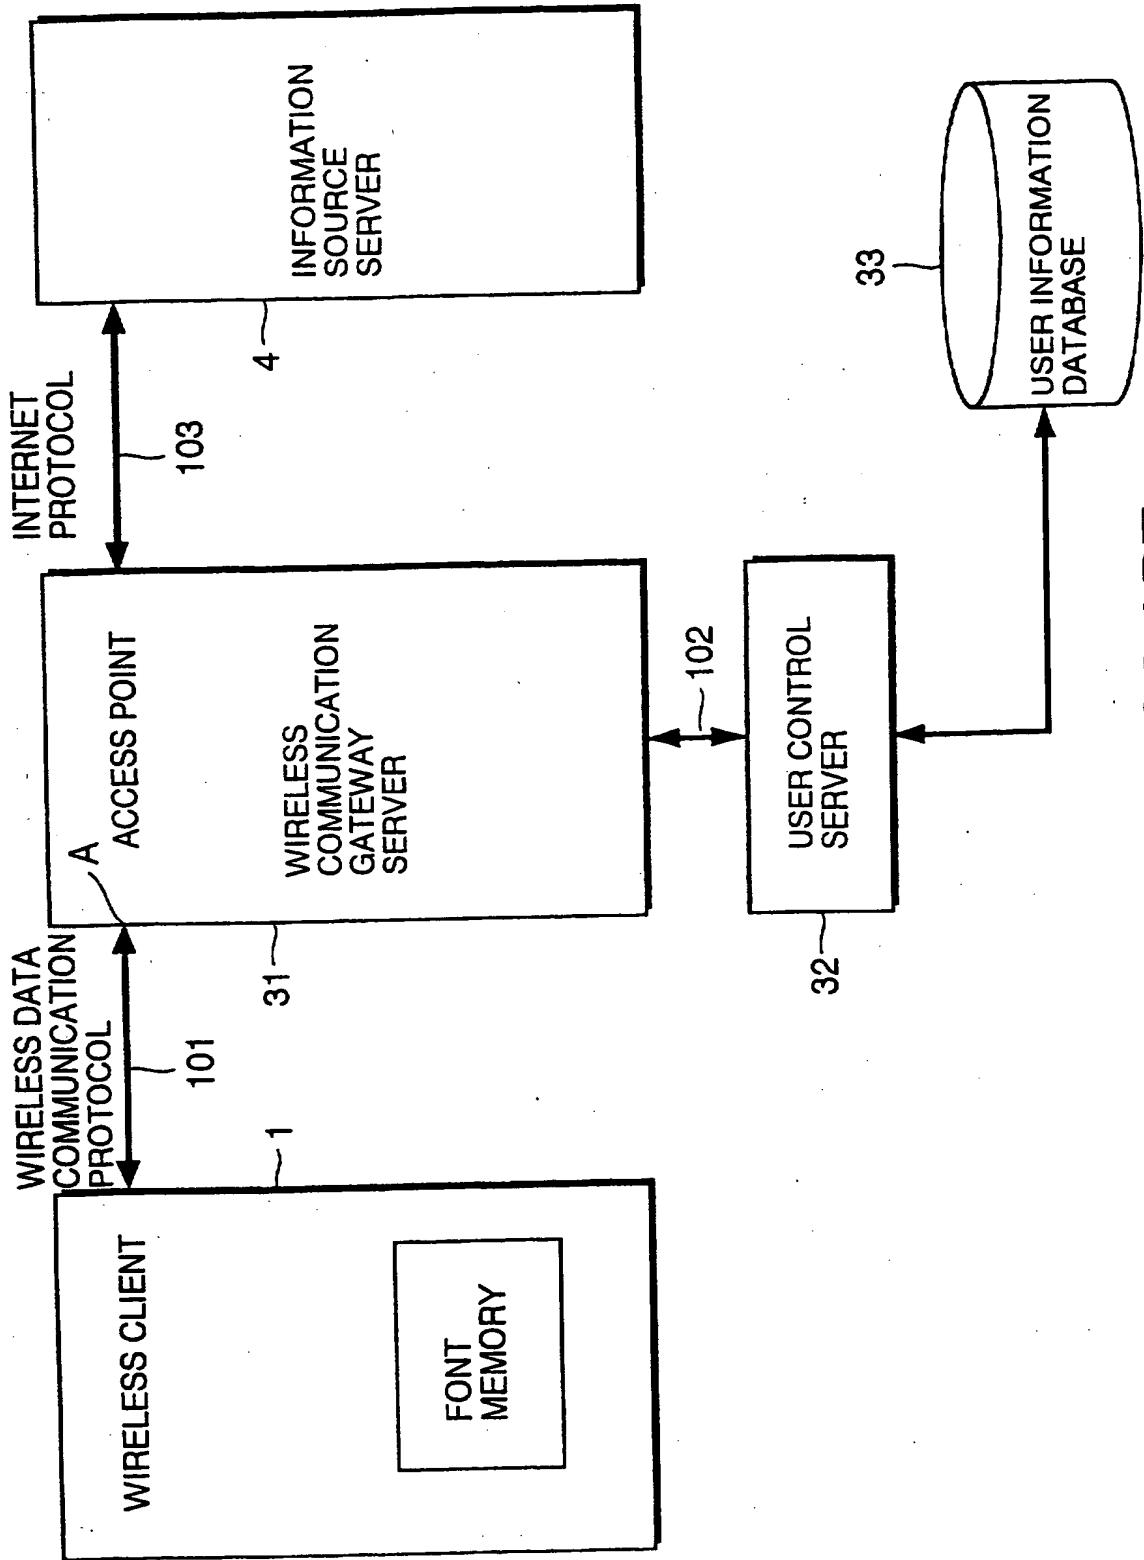 WIRELESS CLIENT
FONT
MEMORY
1
WIRELESS DATA
COMMUNICATION
PROTOCOL
101
A
ACCESS POINT
WIRELESS
COMMUNICATION
GATEWAY
SERVER
31
102
USER CONTROL
SERVER
32
INTERNET
PROTOCOL
103
INFORMATION
SOURCE
SERVER
4
33
USER INFORMATION
DATABASE